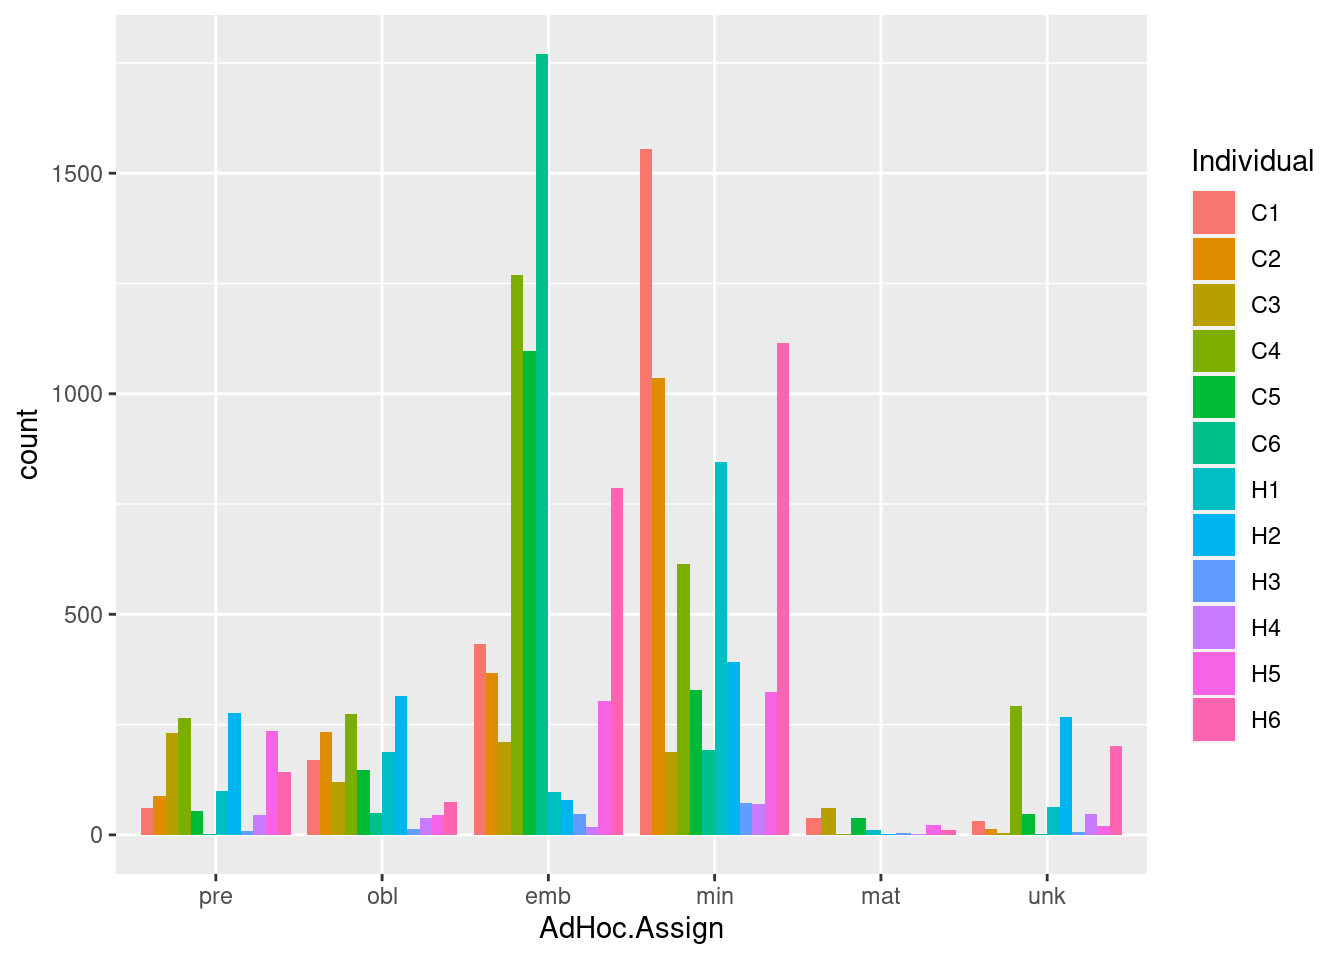 1500
1000
500
0
count
pre
obl
emb
min
mat
unk
AdHoc.Assign
Individual
C1
C2
C3
C4
C5
C6
H1
H2
H3
H4
H5
H6